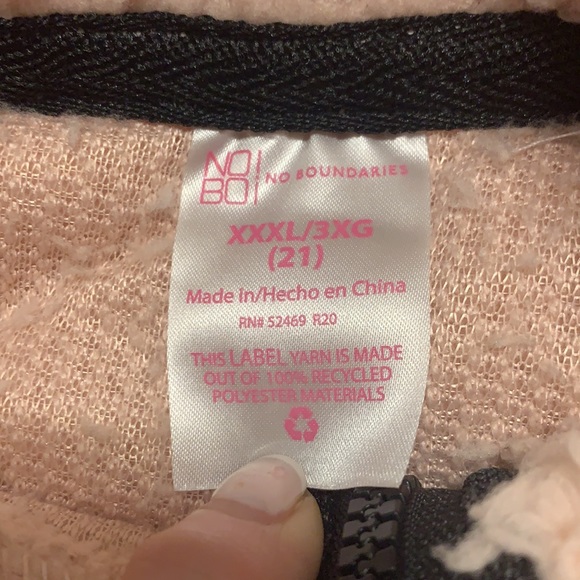 NO
BO
NO BOUNDARIES
XXXL/3XG
(21)
Made In/Hecho en China
RN# 52469 R20
THIS LABEL YARN IS MADE
OUT OF 100% RECYCLED
POLYESTER MATERIALS